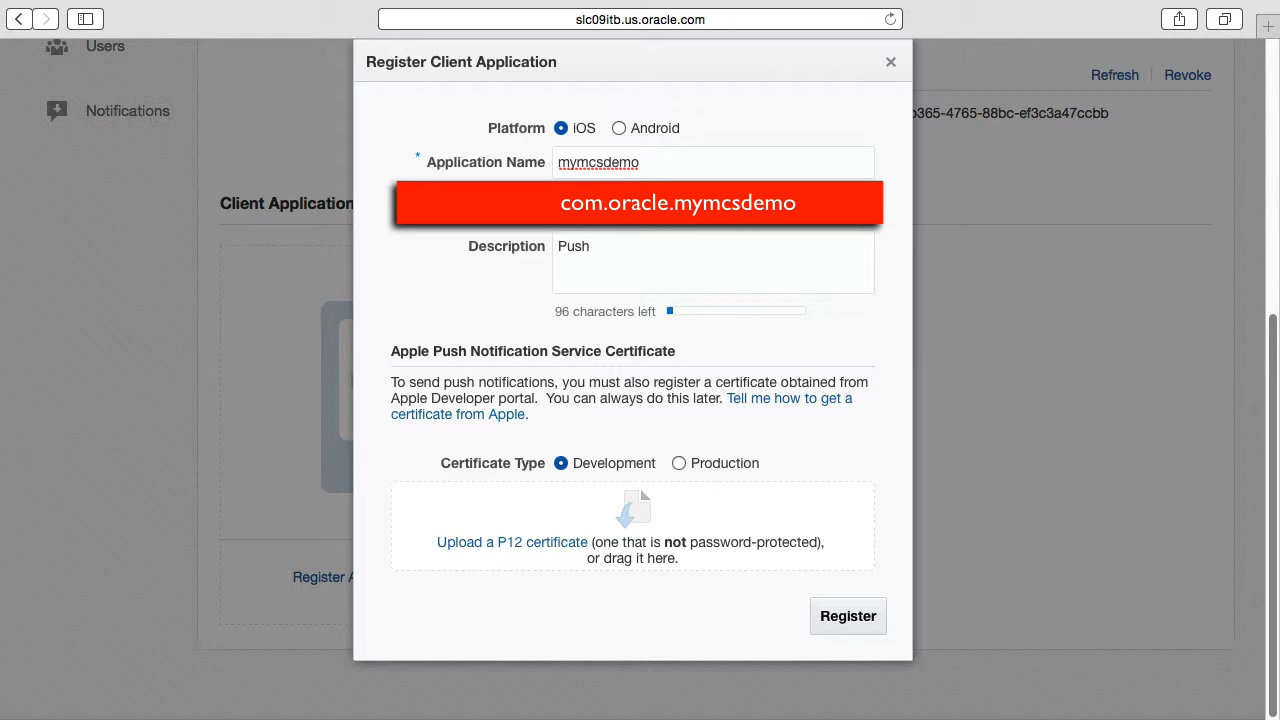 slc09itb.us.oracle.com
Users
Register Client Application
Refresh
Revoke
Notifications
365-4765-88bc-ef3c3a47ccbb
Platform
iOS
Android
* Application Name
mymcsdemo
Client Application
com.oracle.mymcsdemo
Description
Push
96 characters left
Apple Push Notification Service Certificate
To send push notifications, you must also register a certificate obtained from
Apple Developer portal. You can always do this later. Tell me how to get a
certificate from Apple.
Certificate Type
Development
Production
Upload a P12 certificate (one that is not password-protected),
or drag it here.
Register
Register